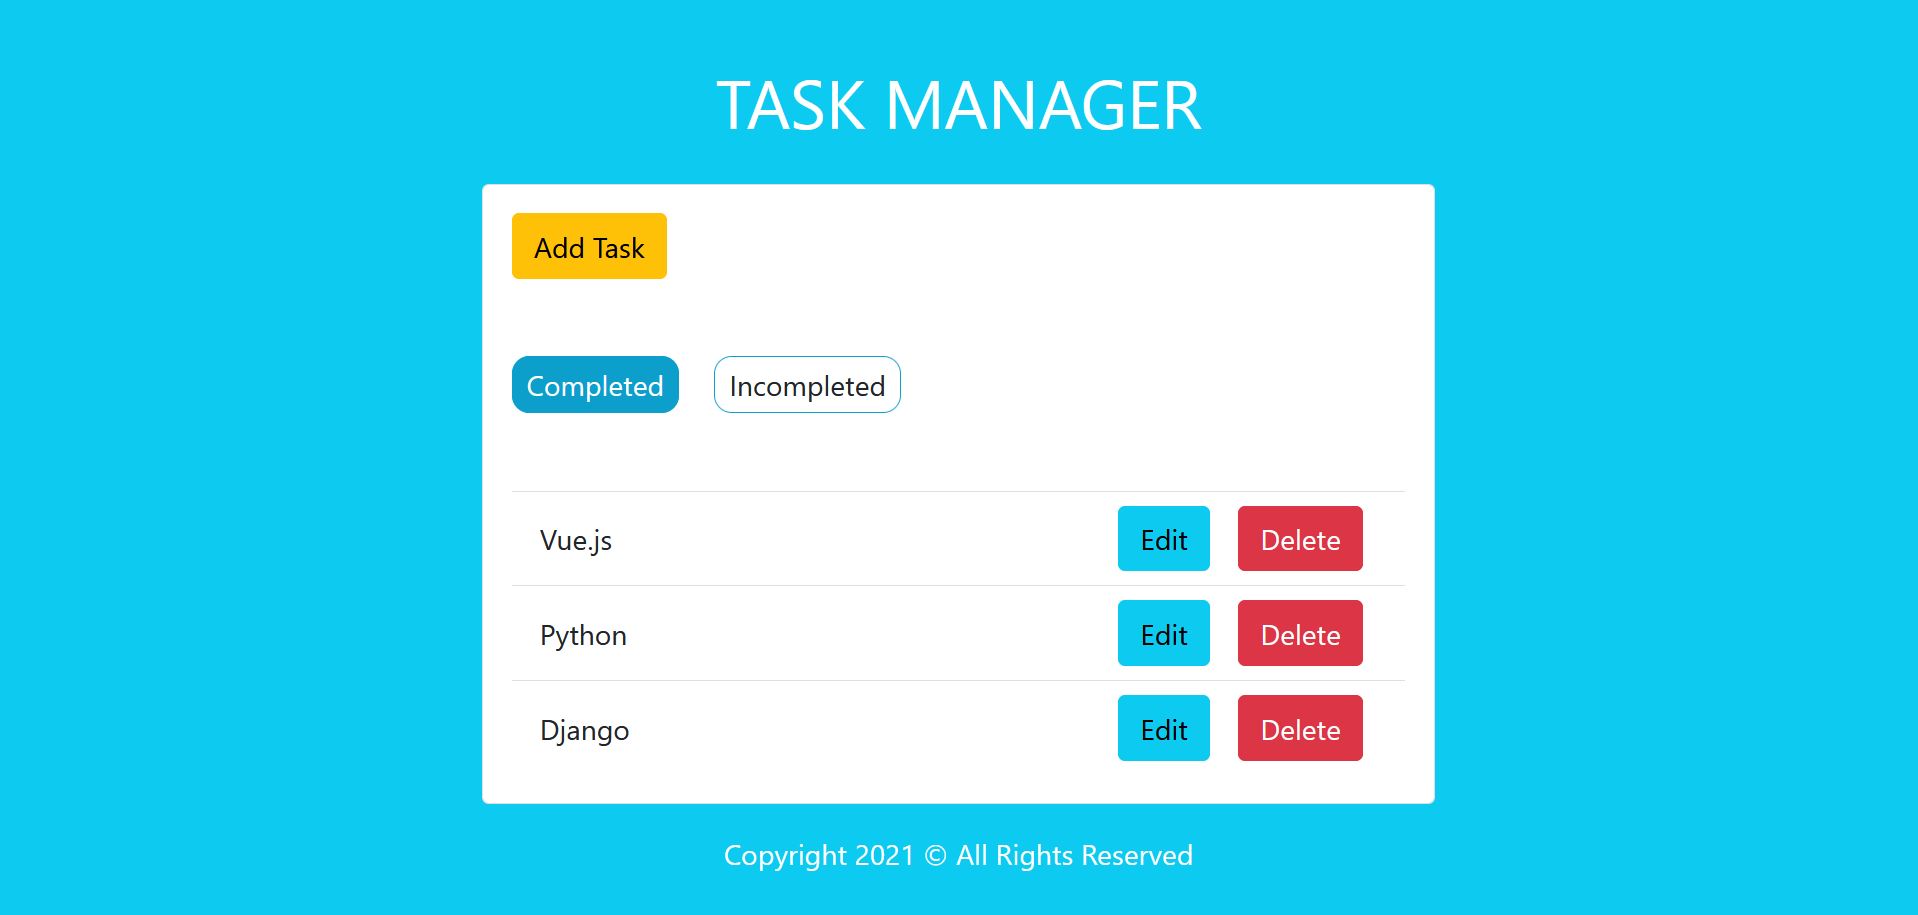 TASK MANAGER
Add Task
Completed Incompleted
Vue.js Edit Delete
Python Edit Delete
Django Edit Delete
Copyright 2021 © All Rights Reserved